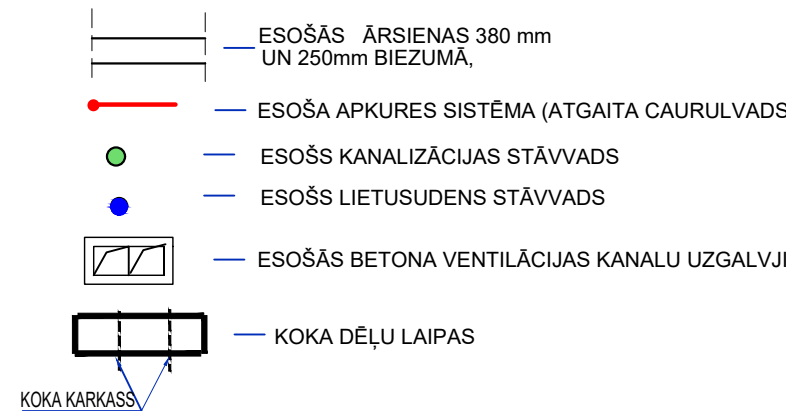 ESOŠĀS ĀRSIENAS 380 mm
UN 250mm BIEZUMĀ,
ESOŠA APKURES SISTĒMA (ATGAITA CAURULVADS
ESOŠS KANALIZĀCIJAS STĀVVADS
ESOŠS LIETUSUDENS STĀVVADS
ESOŠĀS BETONA VENTILĀCIJAS KANALU UZGALVJI
KOKA DĒĻU LAIPAS
KOKA KARKASS